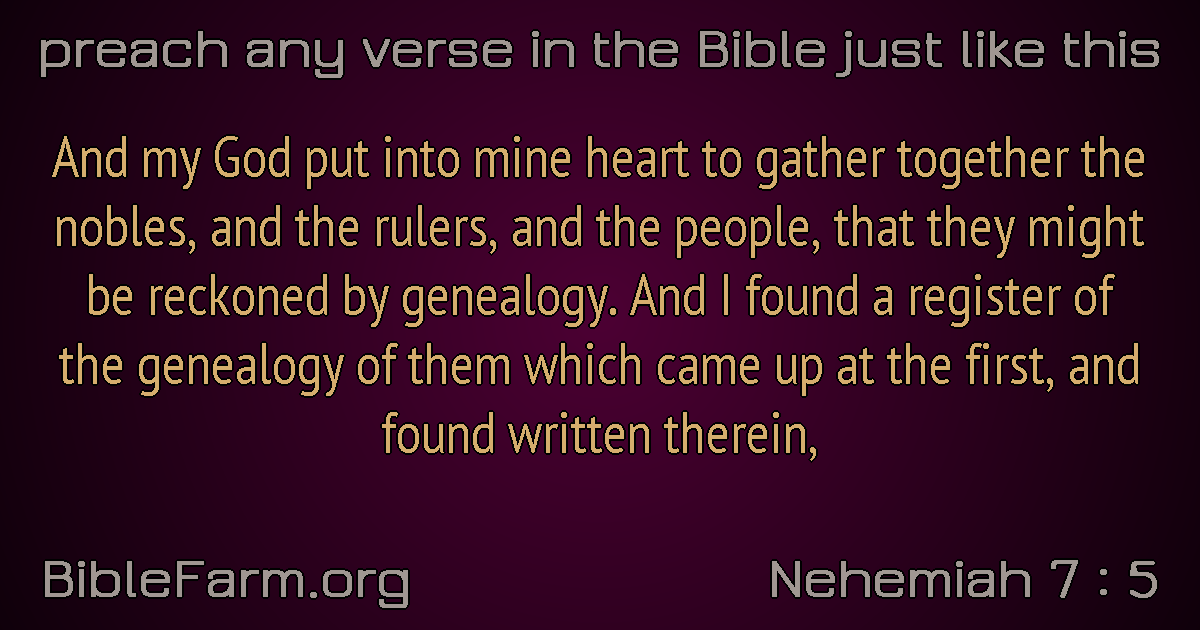 preach any verse in the Bible just like this
And my God put into mine heart to gather together the
nobles, and the rulers, and the people, that they might
be reckoned by genealogy. And I found a register of
the genealogy of them which came up at the first, and
found written therein,
BibleFarm.org
Nehemiah 7 : 5